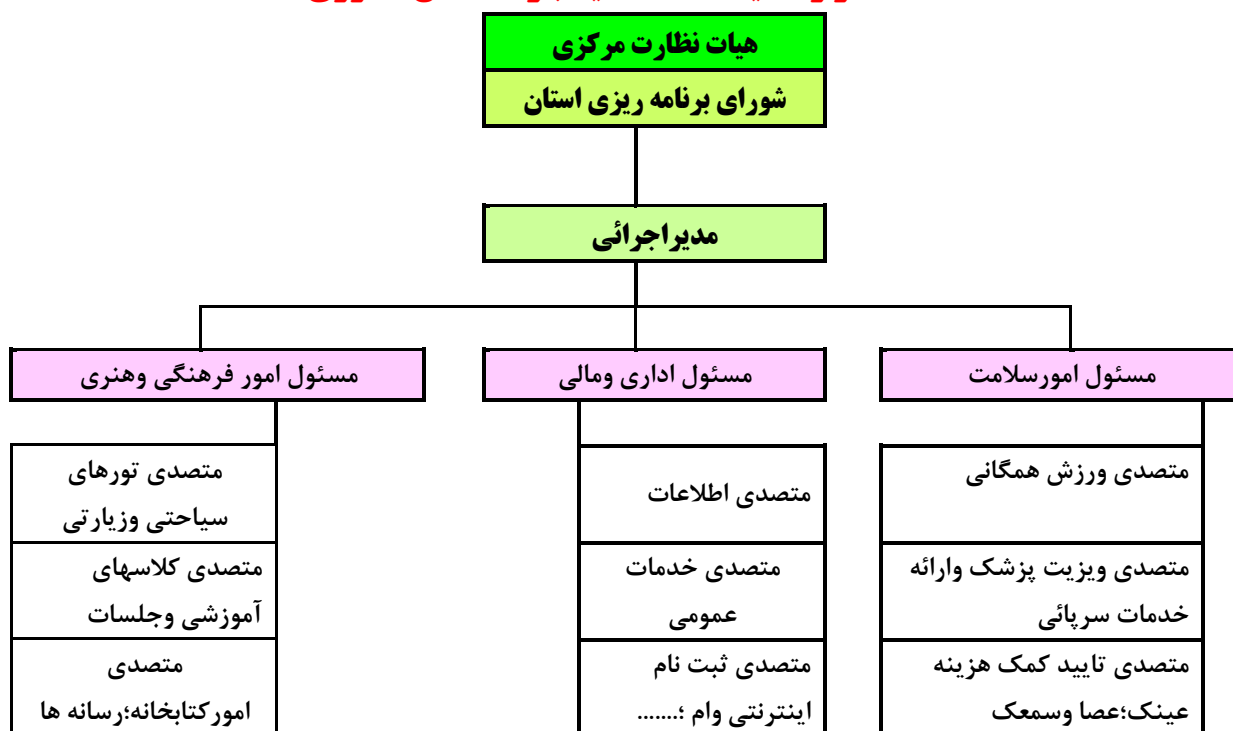 هیات نظارت مرکزی
شورای برنامه ریزی استان
مدیراجرائی
مسئول امورسلامت
مسئول اداری ومالی
مسئول امور فرهنگی وهنری
متصدی ورزش همگانی
متصدی ویزیت پزشک وارائه
خدمات سرپائی
متصدی تایید کمک هزینه
عینک؛عصا وسمعک
متصدی اطلاعات
متصدی خدمات
عمومی
متصدی ثبت نام
اینترنتی وام ؛.......
متصدی تورهای
سیاحتی وزیارتی
متصدی کلاسهای
آموزشی وجلسات
متصدی
امورکتابخانه؛رسانه ها